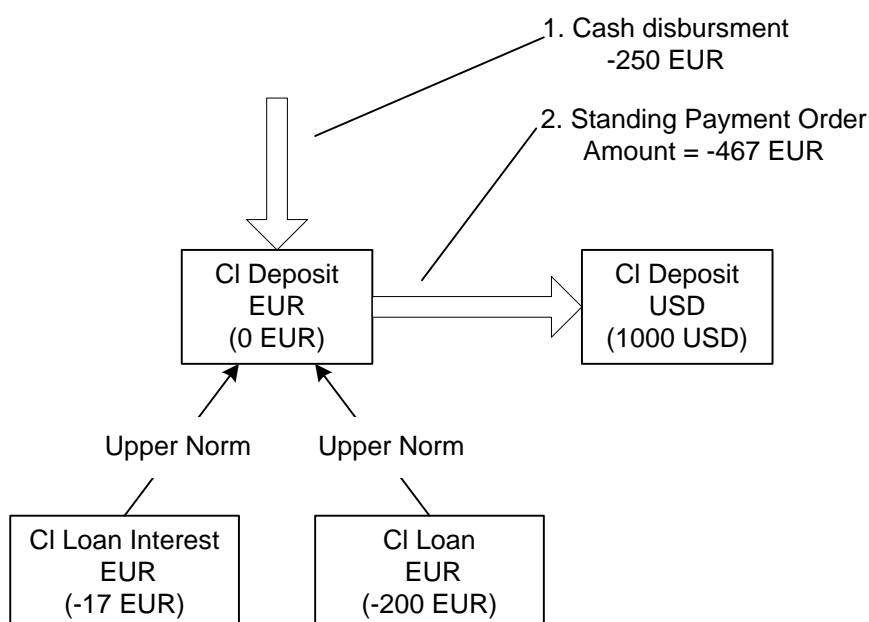 1. Cash disbursment
-250 EUR
2. Standing Payment Order
Amount = -467 EUR
Cl Deposit
EUR
(0 EUR)
Cl Deposit
USD
(1000 USD)
Upper Norm
Upper Norm
Cl Loan Interest
EUR
(-17 EUR)
Cl Loan
EUR
(-200 EUR)